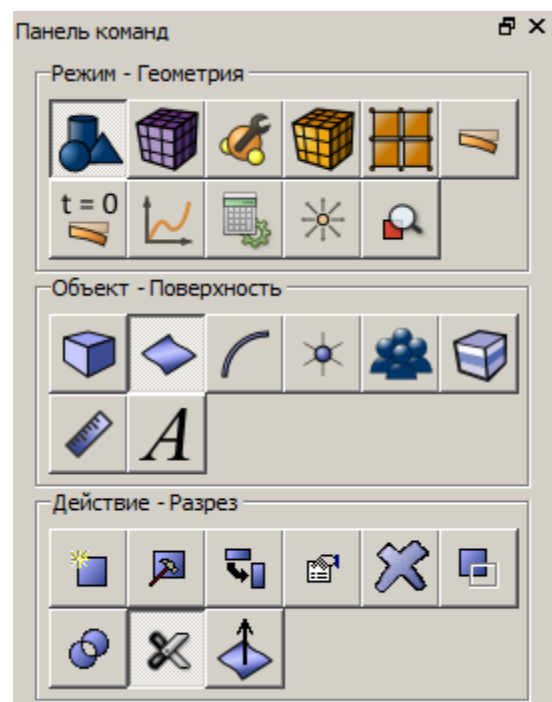 Панель команд
Режим - Геометрия
t = 0
Объект - Поверхность
A
Действие - Разрез